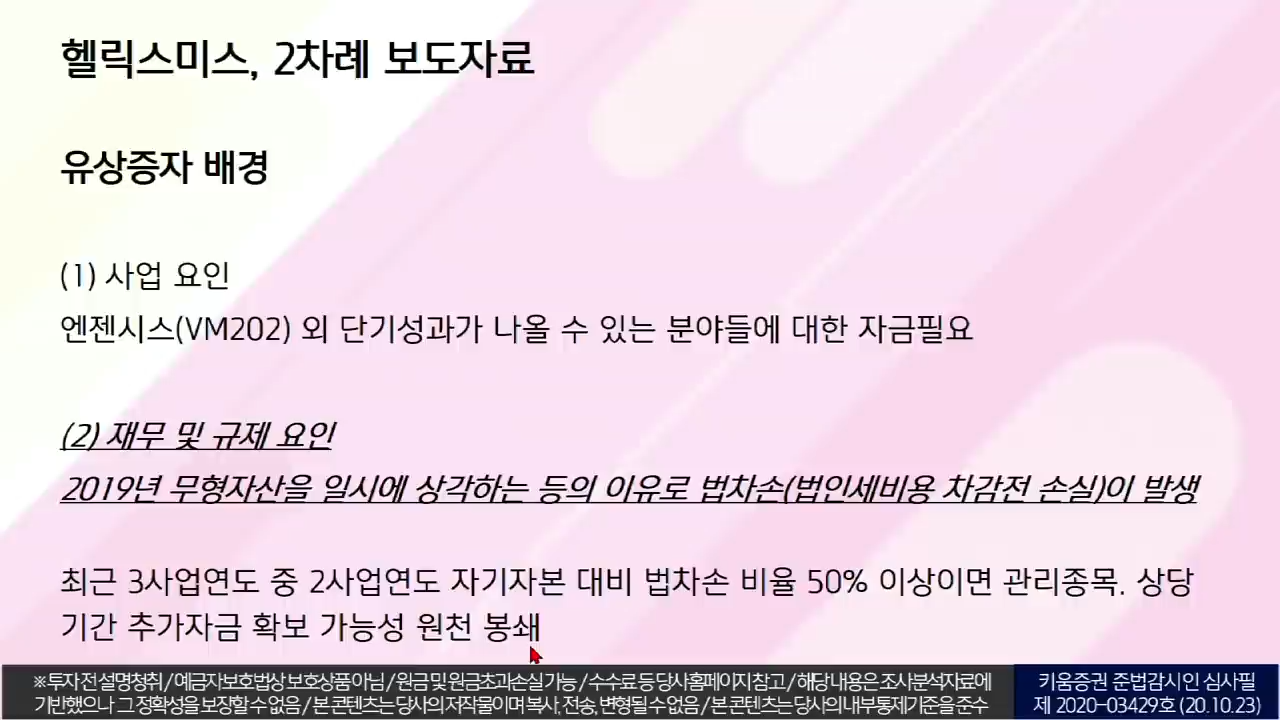 헬릭스미스, 2차례 보도자료
유상증자 배경
(1) 사업 요인
엔젠시스(VM202) 외 단기성과가 나올 수 있는 분야들에 대한 자금필요
(2) 재무 및 규제 요인
2019년 무형자산을 일시에 상각하는 등의 이유로 법차손(법인세비용 차감전 손실)이 발생
최근 3사업연도 중 2사업연도 자기자본 대비 법차손 비율 50% 이상이면 관리종목. 상당
기간 추가자금 확보 가능성 원천 봉쇄
※투자 전 설명청취 / 예금자보호법상 보호상품 아님 / 원금 및 원금초과손실 가능 / 수수료 등 당사홈페이지 참고 / 해당 내용은 조사분석자료에
기반했으나 그 정확성을 보장할 수 없음 / 본 콘텐츠는 당사의 저작물이며 복사, 전송, 변형될 수 없음 / 본 콘텐츠는 당사의 내부통제기준을 준수
키움증권 준법감시인 심사필
제 2020-03429호 (20.10.23)